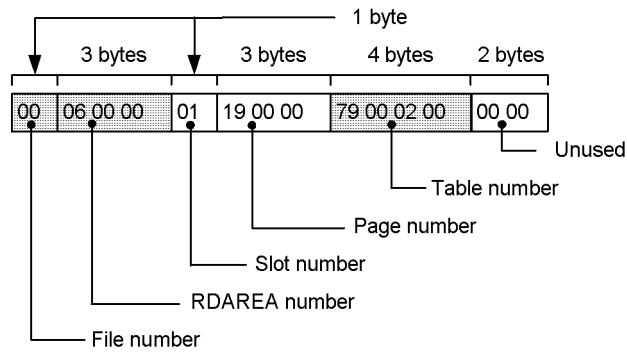 1 byte
3 bytes 3 bytes 4 bytes 2 bytes
00 06 00 00 01 19 00 00 79 00 02 00 00 00
Unused
Table number
Page number
Slot number
RDAREA number
File number